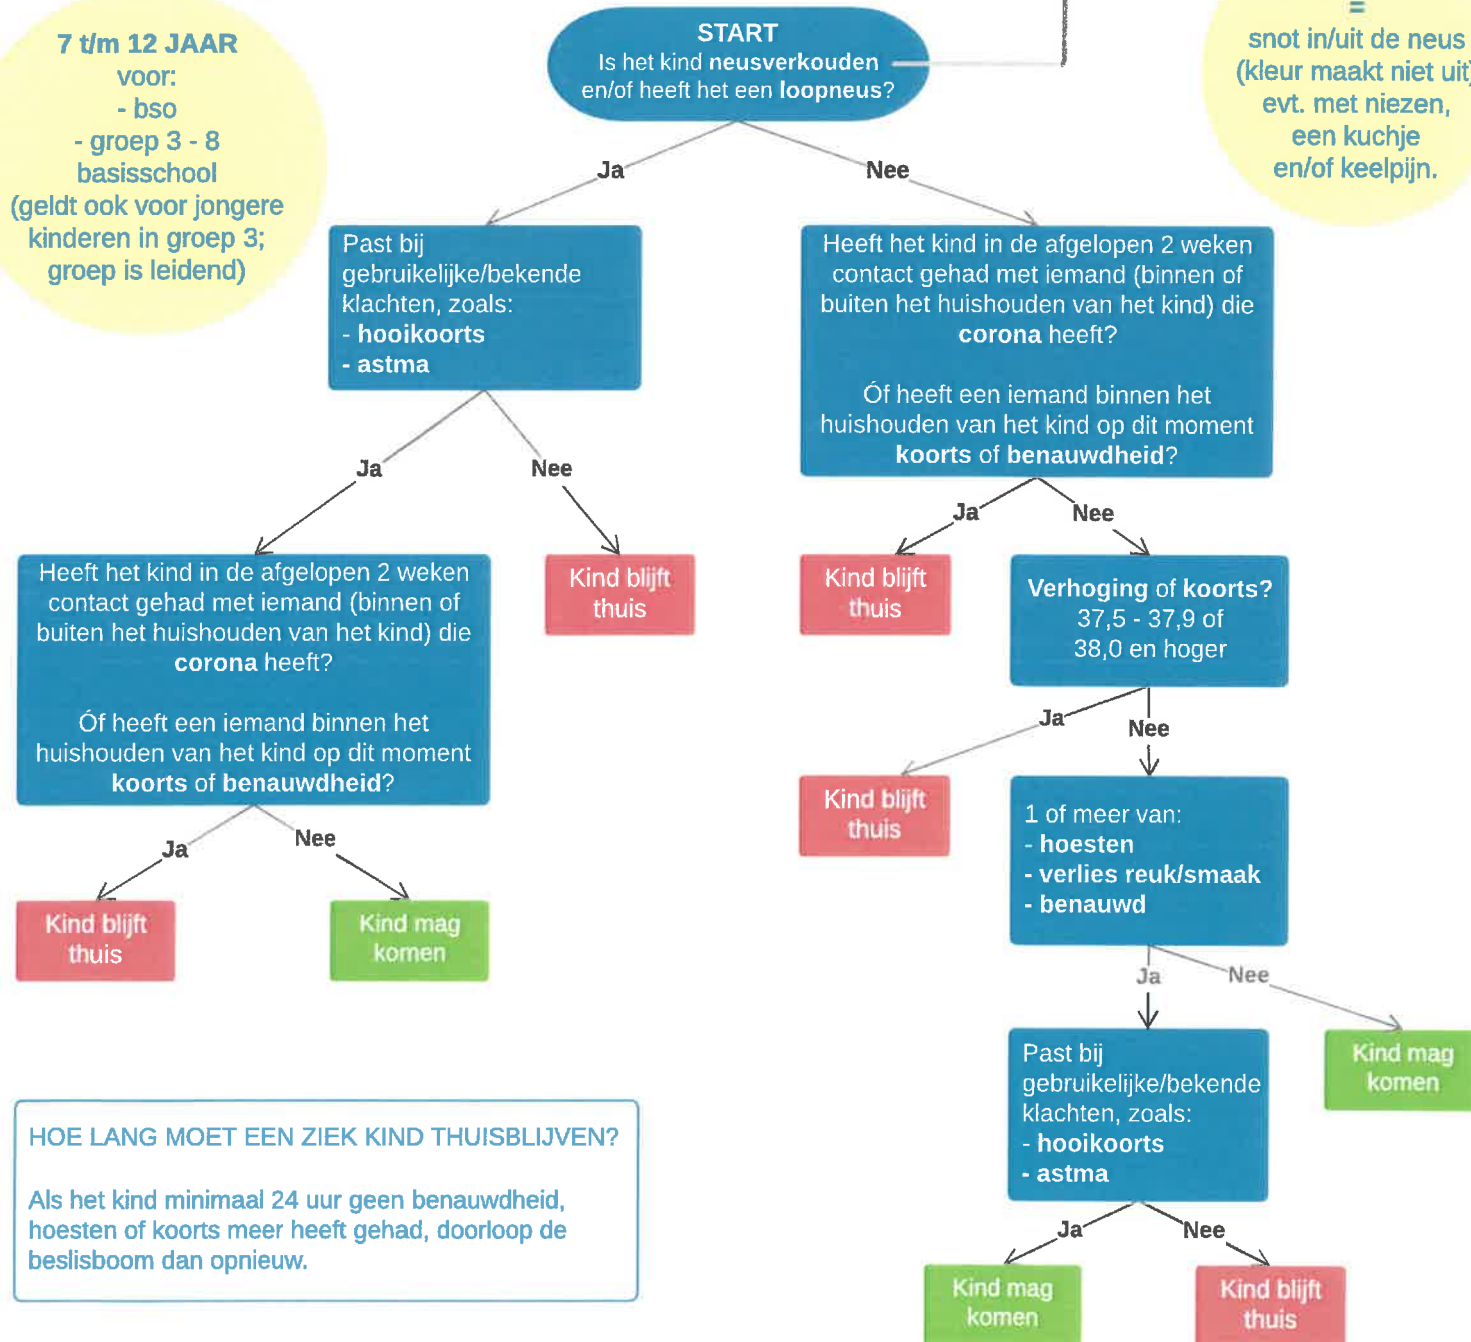 7 t/m 12 JAAR
voor:
- bso
- groep 3 - 8
basisschool
(geldt ook voor jongere
kinderen in groep 3;
groep is leidend)
START
Is het kind neusverkouden
en/of heeft het een loopneus?
=
snot in/uit de neus
(kleur maakt niet uit)
evt. met niezen,
een kuchje
en/of keelpijn.
Ja
Nee
Past bij
gebruikelijke/bekende
klachten, zoals:
- hooikoorts
- astma
Heeft het kind in de afgelopen 2 weken
contact gehad met iemand (binnen of
buiten het huishouden van het kind) die
corona heeft?
Óf heeft een iemand binnen het
huishouden van het kind op dit moment
koorts of benauwdheid?
Ja
Nee
Ja
Nee
Heeft het kind in de afgelopen 2 weken
contact gehad met iemand (binnen of
buiten het huishouden van het kind) die
corona heeft?
Óf heeft een iemand binnen het
huishouden van het kind op dit moment
koorts of benauwdheid?
Kind blijft
thuis
Kind blijft
thuis
Verhoging of koorts?
37,5 - 37,9 of
38,0 en hoger
Ja
Nee
Ja
Nee
Kind blijft
thuis
Kind mag
komen
Kind blijft
thuis
1 of meer van:
- hoesten
- verlies reuk/smaak
- benauwd
Ja
Nee
Past bij
gebruikelijke/bekende
klachten, zoals:
- hooikoorts
- astma
Kind mag
komen
Ja
Nee
Kind mag
komen
Kind blijft
thuis
HOE LANG MOET EEN ZIEK KIND THUISBLIJVEN?
Als het kind minimaal 24 uur geen benauwdheid,
hoesten of koorts meer heeft gehad, doorloop de
beslisboom dan opnieuw.